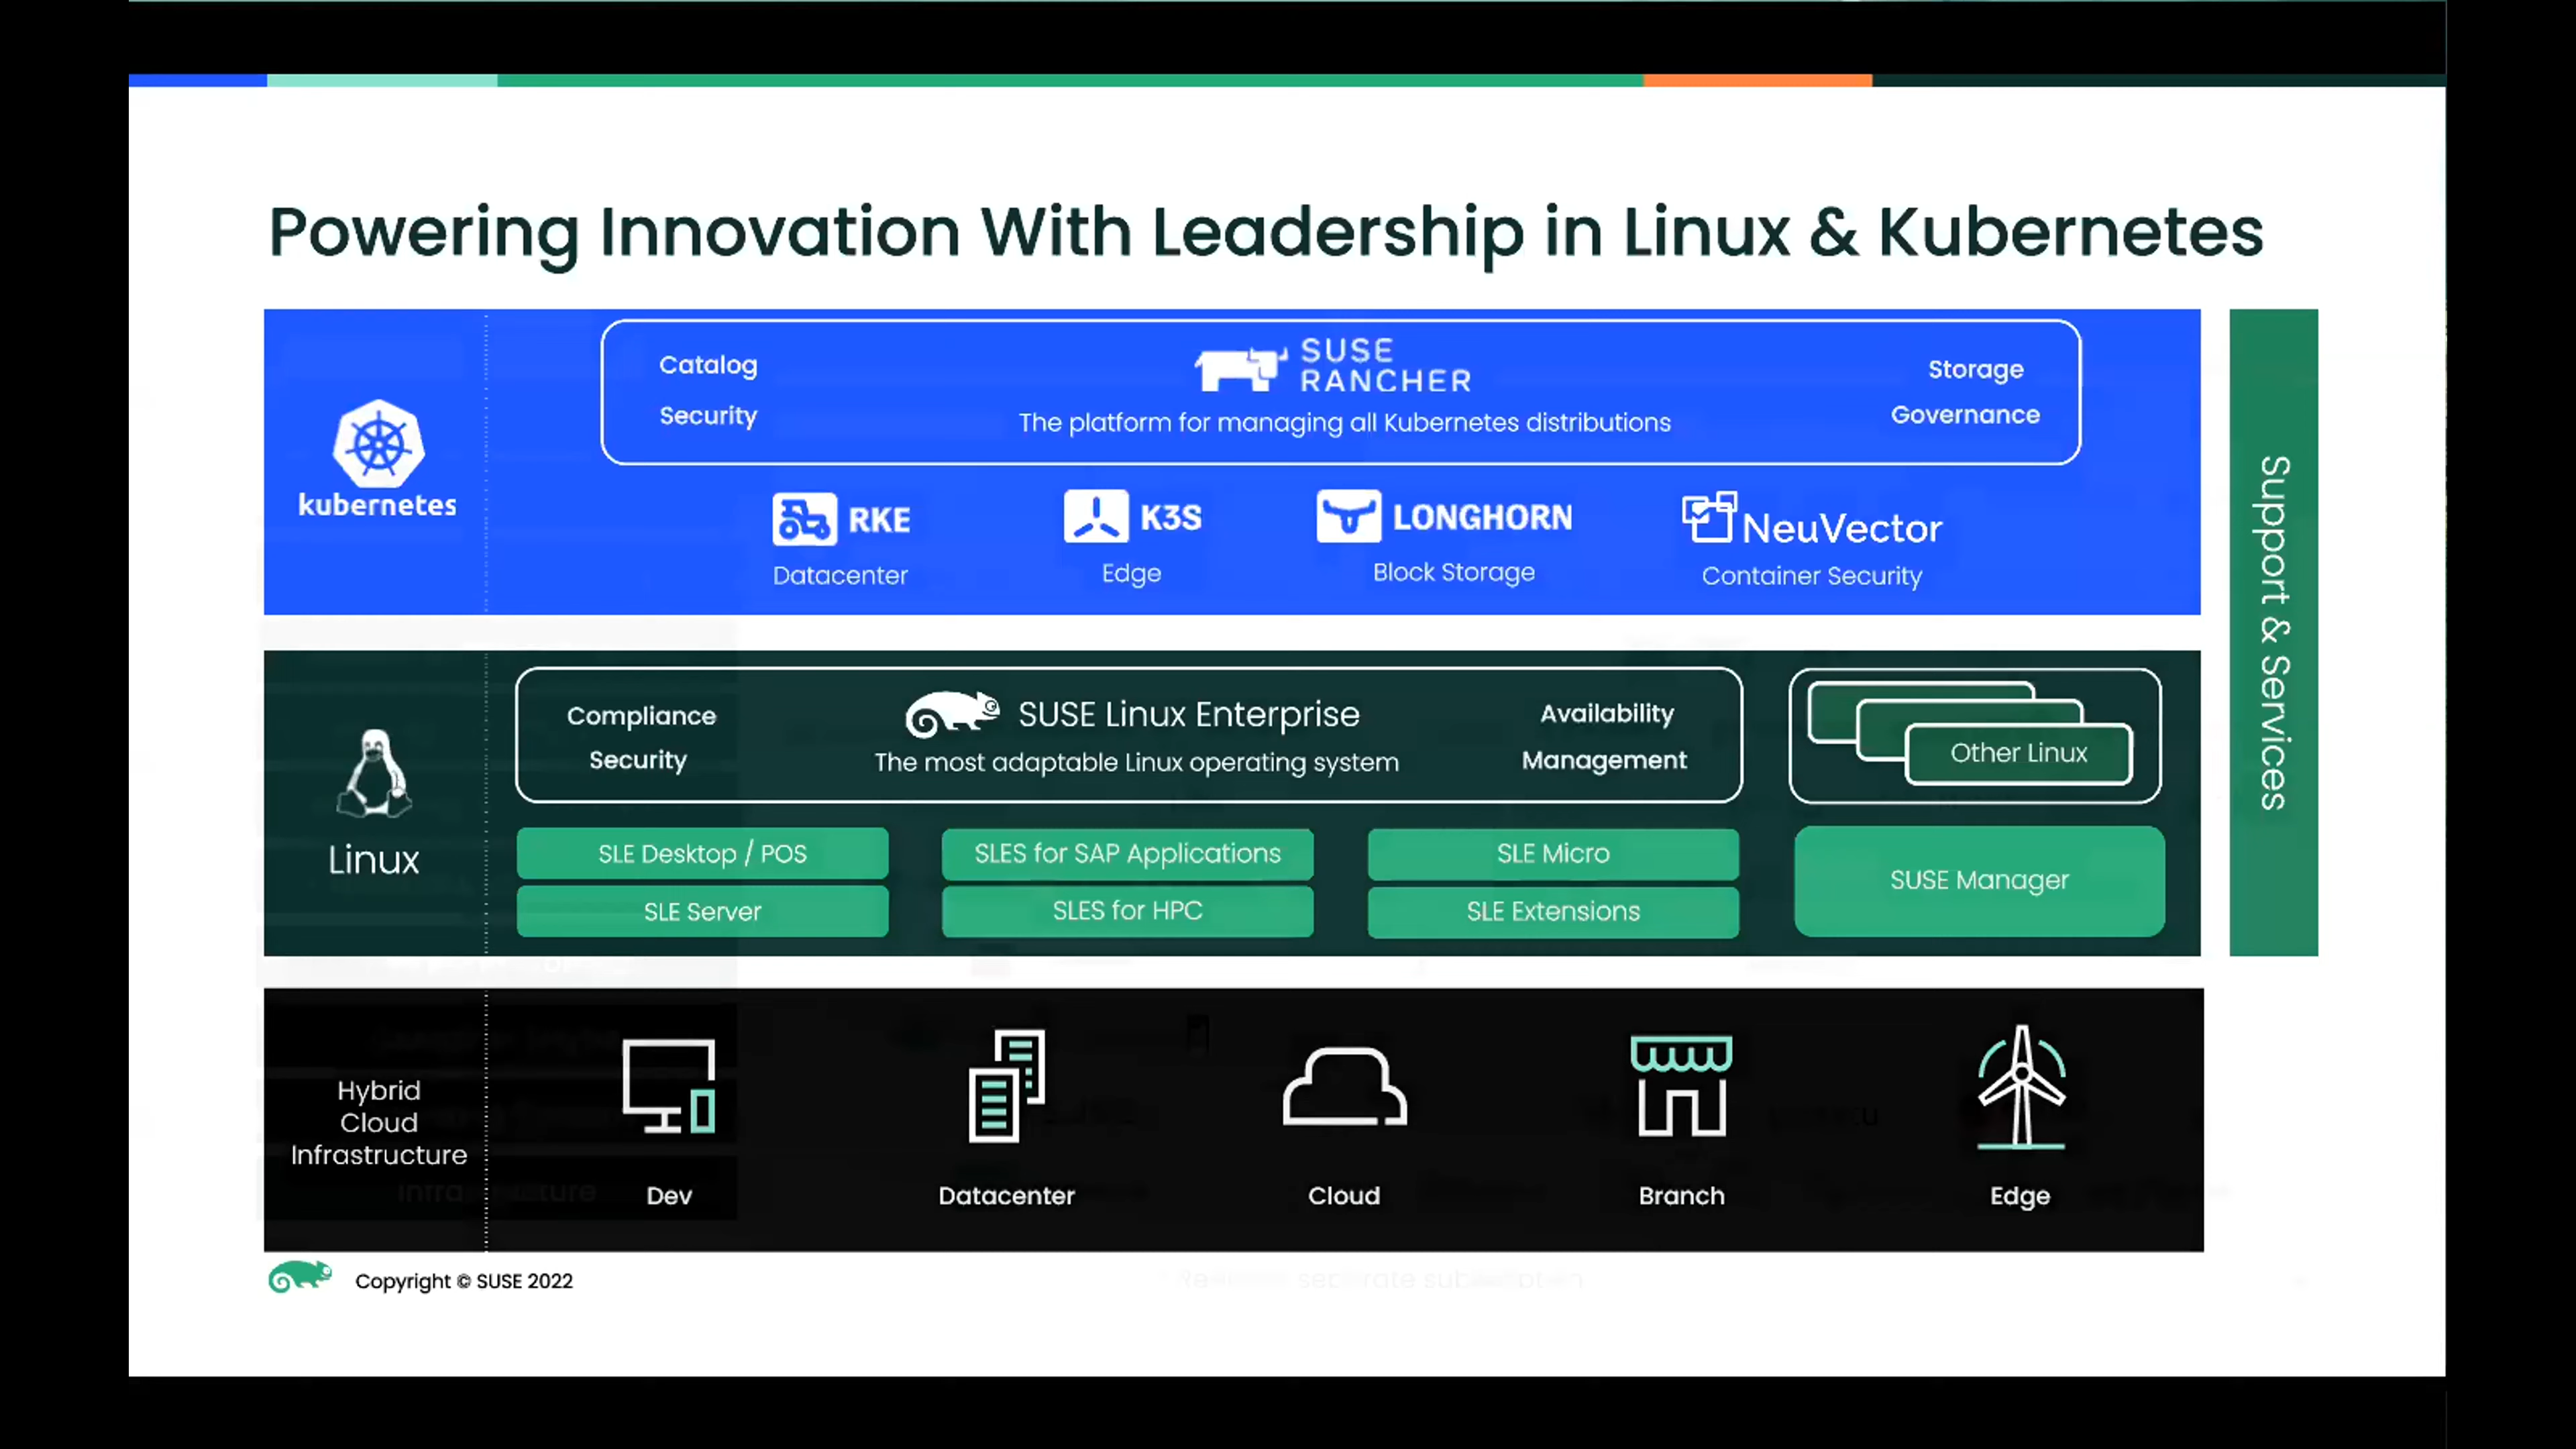 Powering Innovation With Leadership in Linux & Kubernetes
kubernetes
Catalog
Security
SUSE
RANCHER
The platform for managing all Kubernetes distributions
Storage
Governance
RKE
Datacenter
K3S
Edge
LONGHORN
Block Storage
NeuVector
Container Security
Support & Services
Linux
Compliance
Security
SUSE Linux Enterprise
The most adaptable Linux operating system
Availability
Management
Other Linux
SLE Desktop / POS
SLES for SAP Applications
SLE Micro
SUSE Manager
SLE Server
SLES for HPC
SLE Extensions
Hybrid
Cloud
Infrastructure
Dev
Datacenter
Cloud
Branch
Edge
Copyright © SUSE 2022